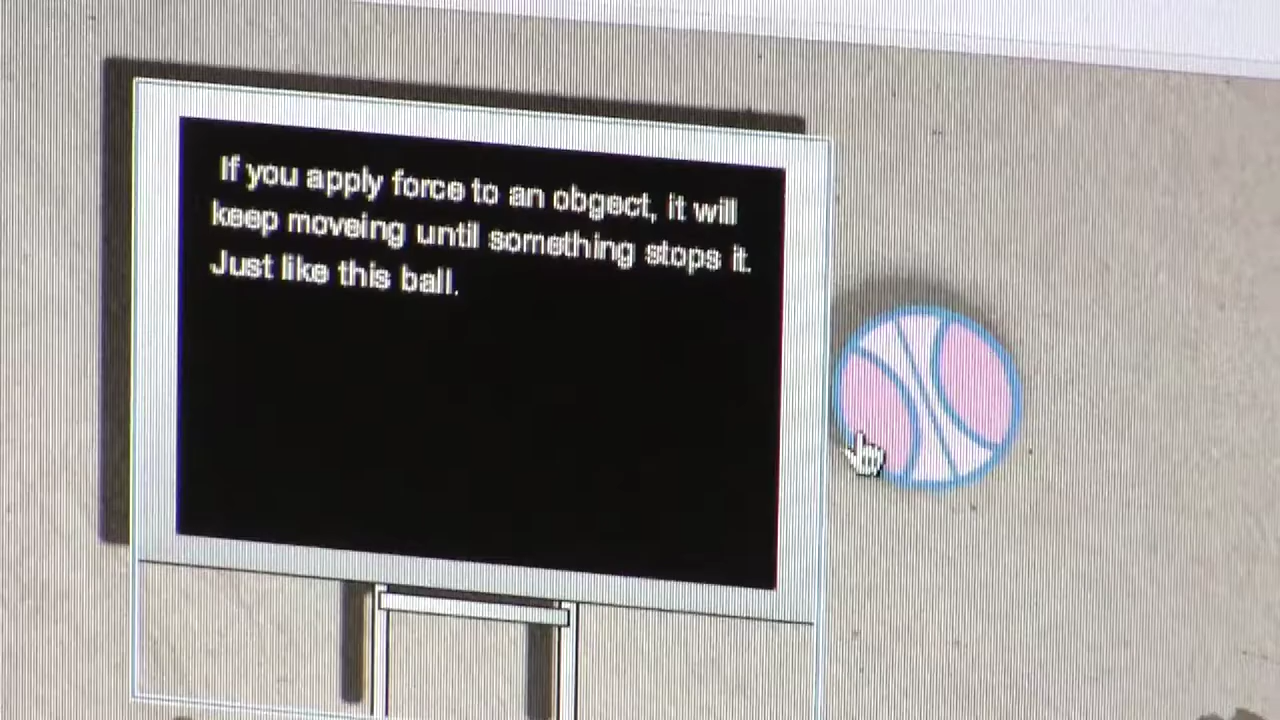 If you apply force to an obgect, it will
keep moveing until something stops it.
Just like this ball.